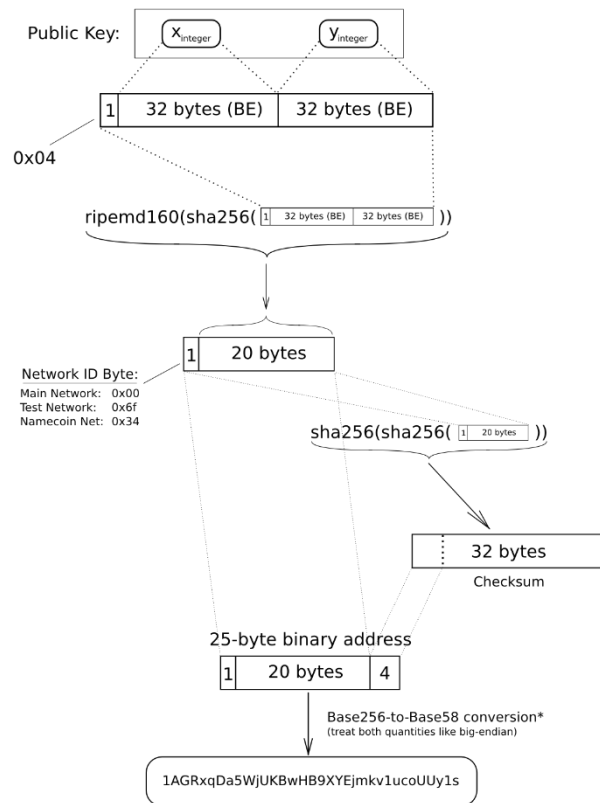 Public Key:
x integer
y integer
1
32 bytes (BE)
32 bytes (BE)
0x04
ripemd160(sha256( 1 32 bytes (BE) 32 bytes (BE) ))
1
20 bytes
Network ID Byte:
Main Network: 0x00
Test Network: 0x6f
Namecoin Net: 0x34
sha256(sha256( 1 20 bytes ))
32 bytes
Checksum
25-byte binary address
1
20 bytes
4
Base256-to-Base58 conversion*
(treat both quantities like big-endian)
1AGRxqDa5WjUKBwHB9XYEjmkv1ucoUUy1s